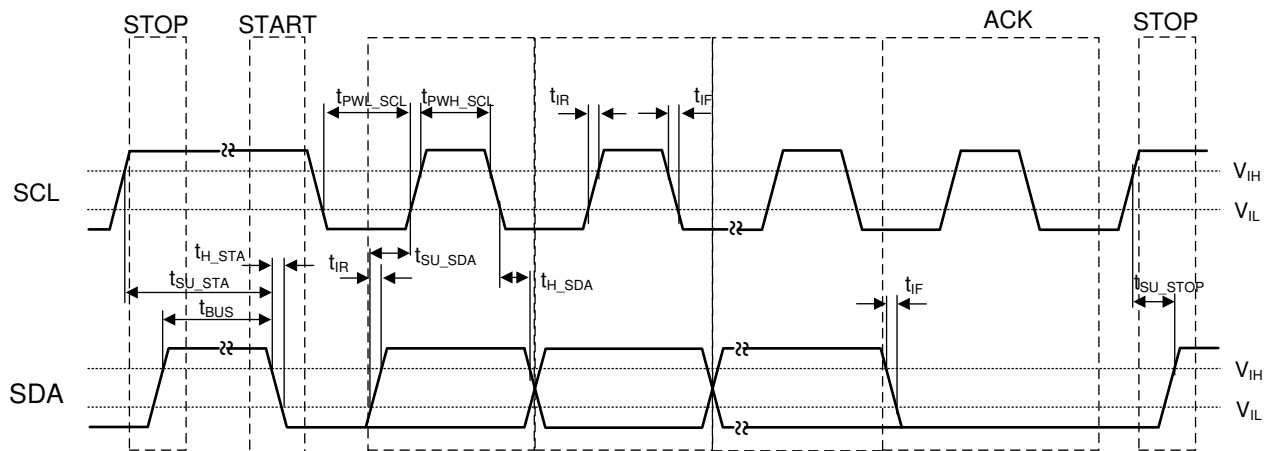 STOP START ACK STOP
tPWL_SCL tPWH_SCL tIR tIF
SCL VIH
VIL
tH_STA tIR tSU_SDA
tSU_STA tH_SDA tIF tSU_STOP
tBUS
SDA VIH
VIL